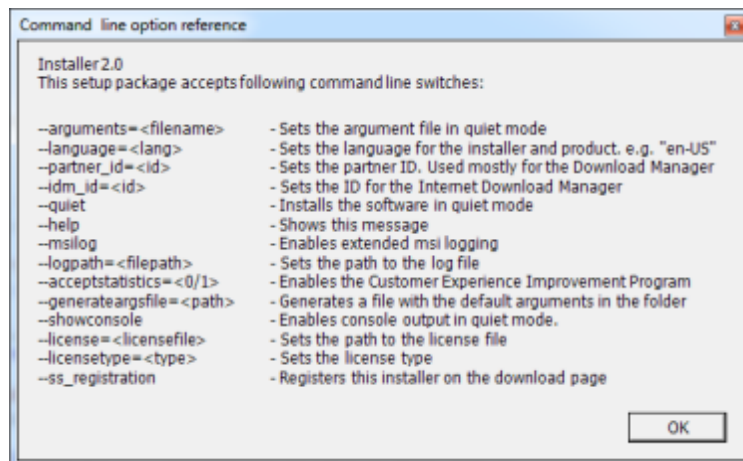 Command line option reference
Installer 2.0
This setup package accepts following command line switches:
--arguments=<filename> - Sets the argument file in quiet mode
--language=<lang> - Sets the language for the installer and product. e.g. "en-US"
--partner_id=<id> - Sets the partner ID. Used mostly for the Download Manager
--idm_id=<id> - Sets the ID for the Internet Download Manager
--quiet - Installs the software in quiet mode
--help - Shows this message
--msilog - Enables extended msi logging
--logpath=<filepath> - Sets the path to the log file
--acceptstatistics=<0/1> - Enables the Customer Experience Improvement Program
--generateargsfile=<path> - Generates a file with the default arguments in the folder
--showconsole - Enables console output in quiet mode.
--license=<licensefile> - Sets the path to the license file
--licensetype=<type> - Sets the license type
--ss_registration - Registers this installer on the download page
OK